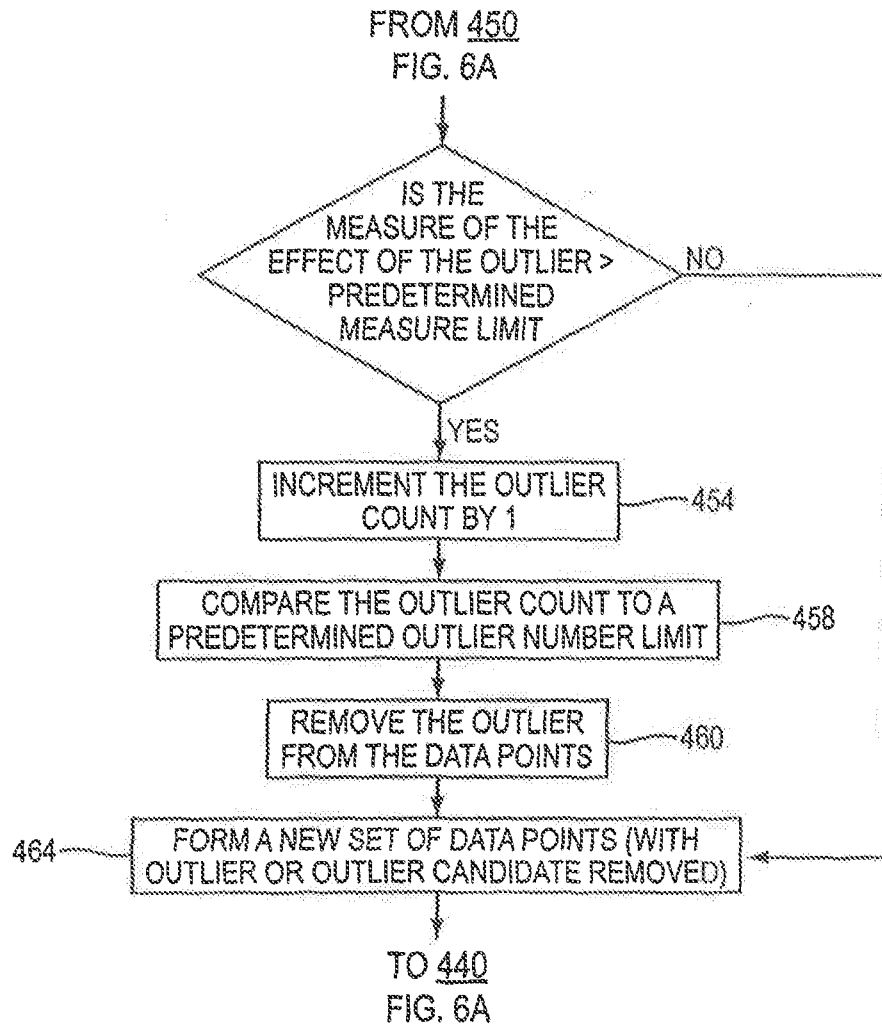 FROM 450
FIG. 6A
IS THE
MEASURE OF THE
EFFECT OF THE OUTLIER >
PREDETERMINED
MEASURE LIMIT
NO
YES
INCREMENT THE OUTLIER
COUNT BY 1
454
COMPARE THE OUTLIER COUNT TO A
PREDETERMINED OUTLIER NUMBER LIMIT
458
REMOVE THE OUTLIER
FROM THE DATA POINTS
460
464
FORM A NEW SET OF DATA POINTS (WITH
OUTLIER OR OUTLIER CANDIDATE REMOVED)
TO 440
FIG. 6A